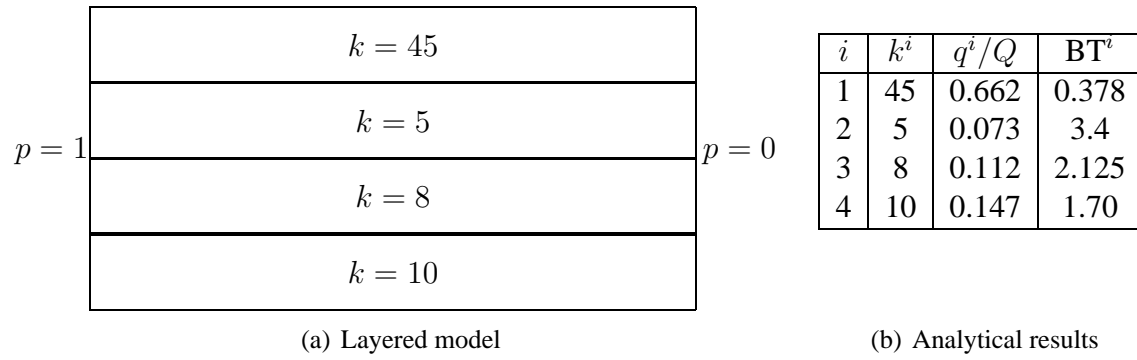 k = 45
k = 5
p = 1
p = 0
k = 8
k = 10
(a) Layered model
i k^i q^i/Q BT^i
1 45 0.662 0.378
2 5 0.073 3.4
3 8 0.112 2.125
4 10 0.147 1.70
(b) Analytical results